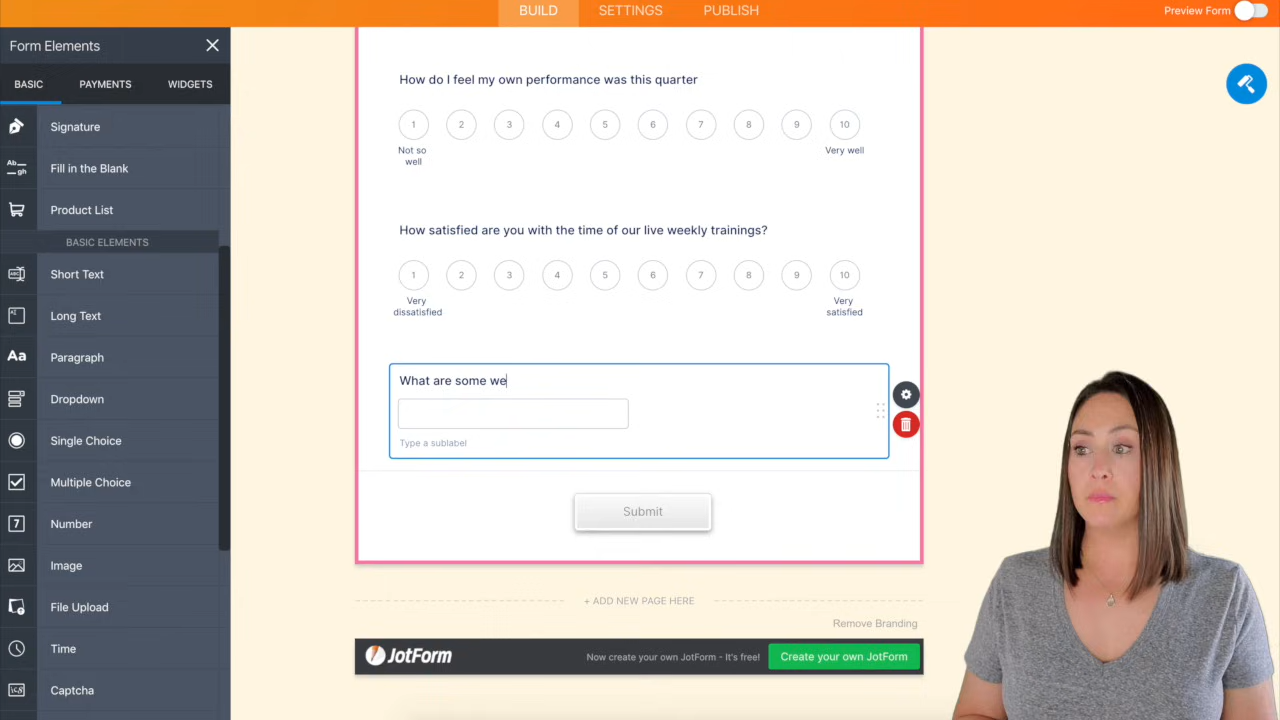 BUILD
SETTINGS
PUBLISH
Preview Form
Form Elements
BASIC
PAYMENTS
WIDGETS
Signature
Ab
gh
Fill in the Blank
Product List
BASIC ELEMENTS
Short Text
Long Text
Aa
Paragraph
Dropdown
Single Choice
Multiple Choice
7
Number
Image
File Upload
Time
Captcha
How do I feel my own performance was this quarter
1 2 3 4 5 6 7 8 9 10
Not so
well
Very well
How satisfied are you with the time of our live weekly trainings?
1 2 3 4 5 6 7 8 9 10
Very
dissatisfied
Very
satisfied
What are some we
Type a sublabel
Submit
+ ADD NEW PAGE HERE
Remove Branding
JotForm
Now create your own JotForm - It's free!
Create your own JotForm